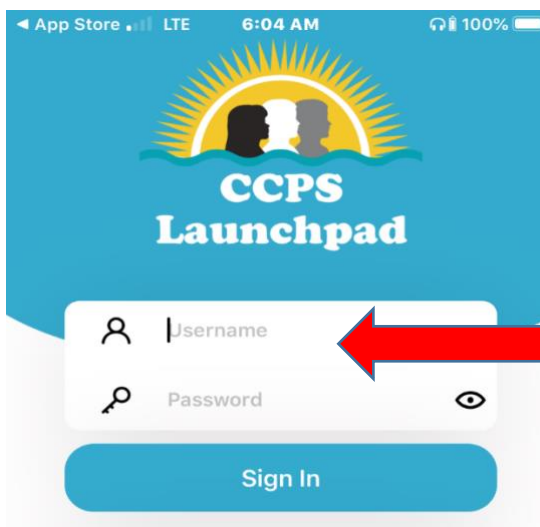 ◀ App Store LTE 6:04 AM 100%
CCPS
Launchpad
Username
Password
Sign In